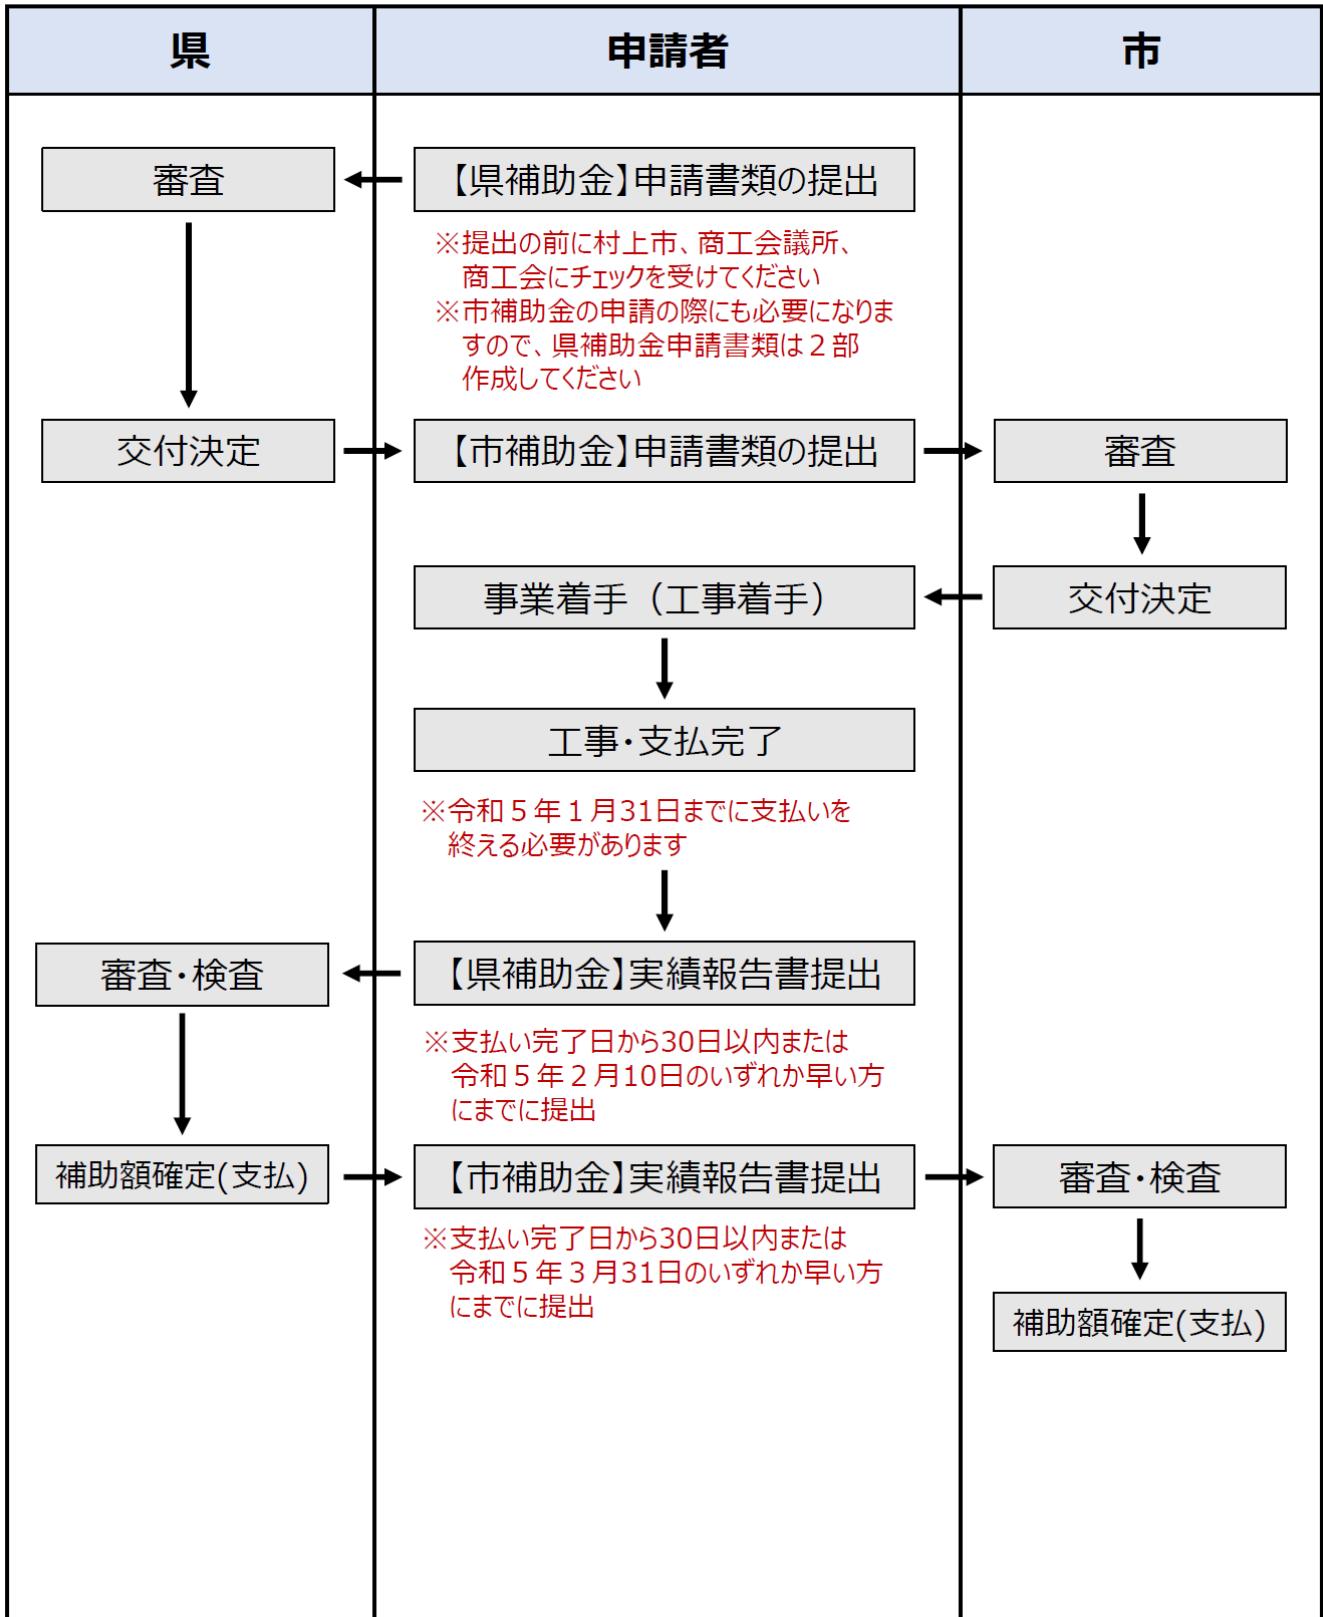 県
申請者
市
審査
【県補助金】申請書類の提出
※提出の前に村上市、商工会議所、
商工会にチェックを受けてください
※市補助金の申請の際にも必要になりま
すので、県補助金申請書類は２部
作成してください
交付決定
【市補助金】申請書類の提出
審査
事業着手（工事着手）
交付決定
工事・支払完了
※令和５年１月31日までに支払いを
終える必要があります
審査・検査
【県補助金】実績報告書提出
※支払い完了日から30日以内または
令和５年２月10日のいずれか早い方
にまでに提出
補助額確定(支払)
【市補助金】実績報告書提出
審査・検査
※支払い完了日から30日以内または
令和５年３月31日のいずれか早い方
にまでに提出
補助額確定(支払)